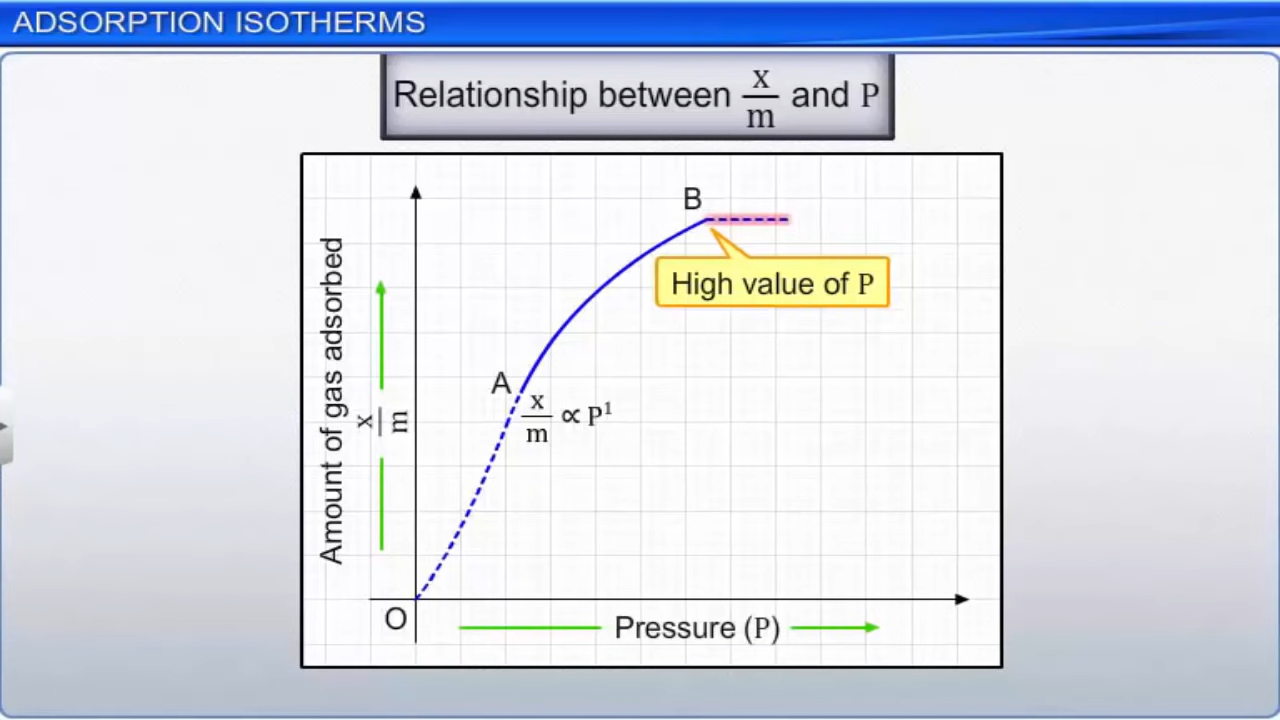 ADSORPTION ISOTHERMS
Relationship between x/m and P
B
High value of P
A
x/m ∝ P¹
Amount of gas adsorbed
x/m
O
Pressure (P)